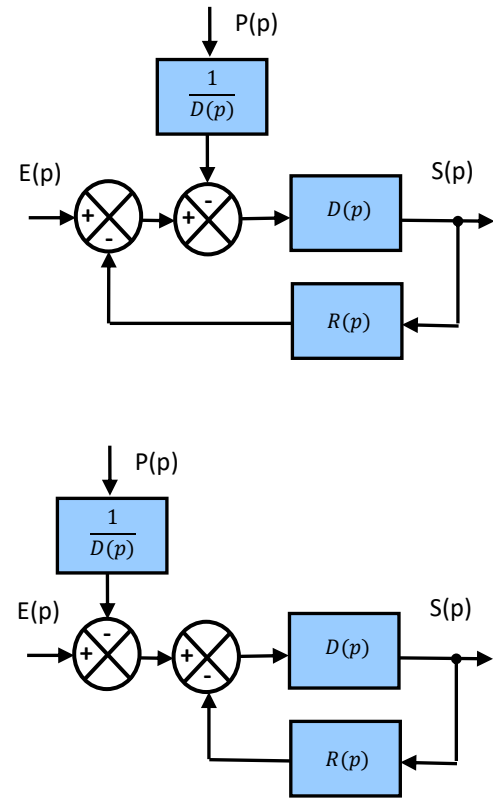 P(p)
1
D(p)
E(p)
S(p)
-
+
+
D(p)
-
R(p)
P(p)
1
D(p)
E(p)
S(p)
-
+
+
D(p)
-
R(p)